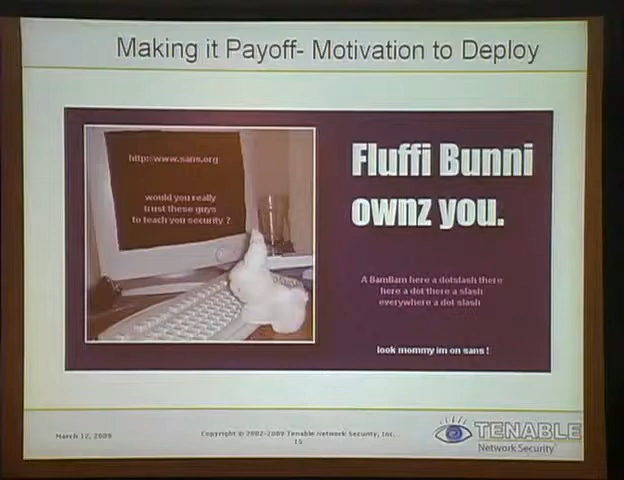 Making it Payoff- Motivation to Deploy
http://www.sans.org
would you really
trust these guys
to teach you security ?
Fluffi Bunni
ownz you.
A BamBam here a dotslash there
here a dot there a slash
everywhere a dot slash
look mommy im on sans !
March 12, 2009
Copyright © 2002-2009 Tenable Network Security, Inc.
15
TENABLE
Network Security